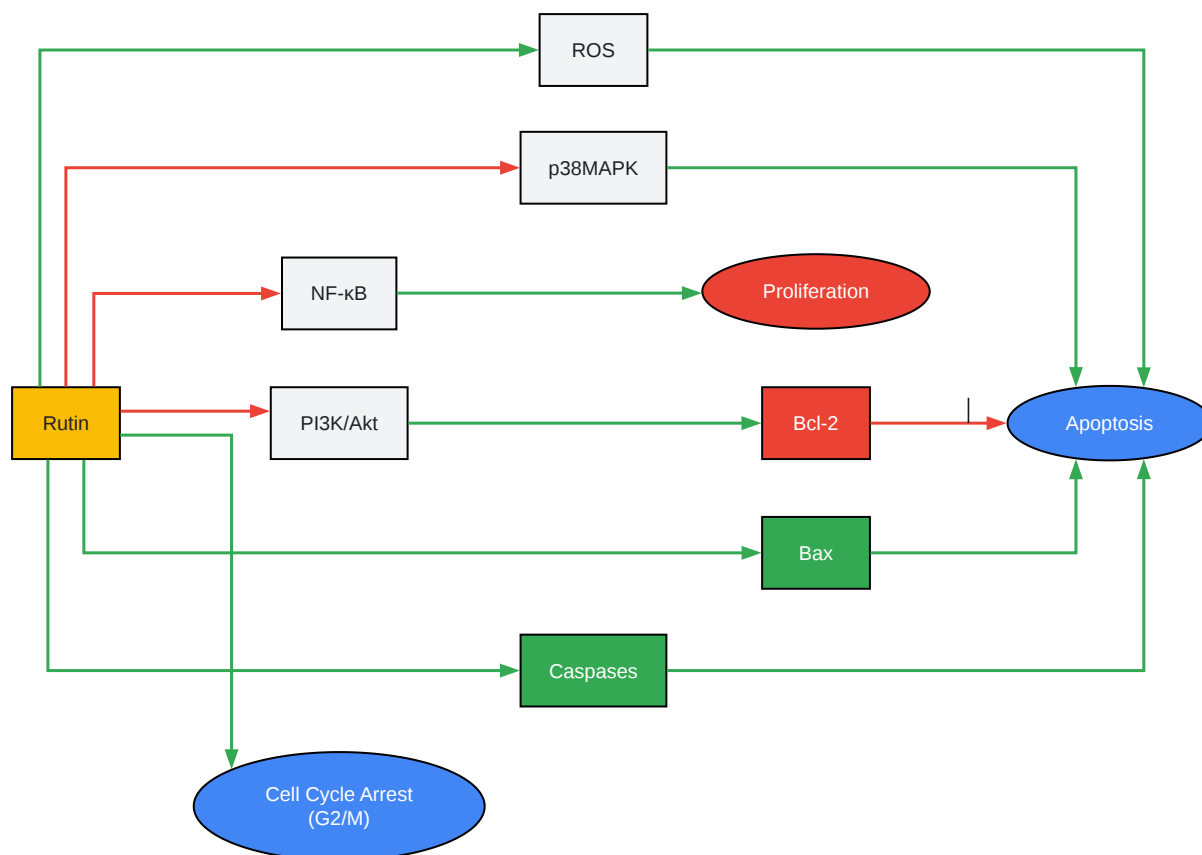 ROS
p38MAPK
NF-κB
Proliferation
Rutin
PI3K/Akt
Bcl-2
|
Apoptosis
Bax
Caspases
Cell Cycle Arrest
(G2/M)